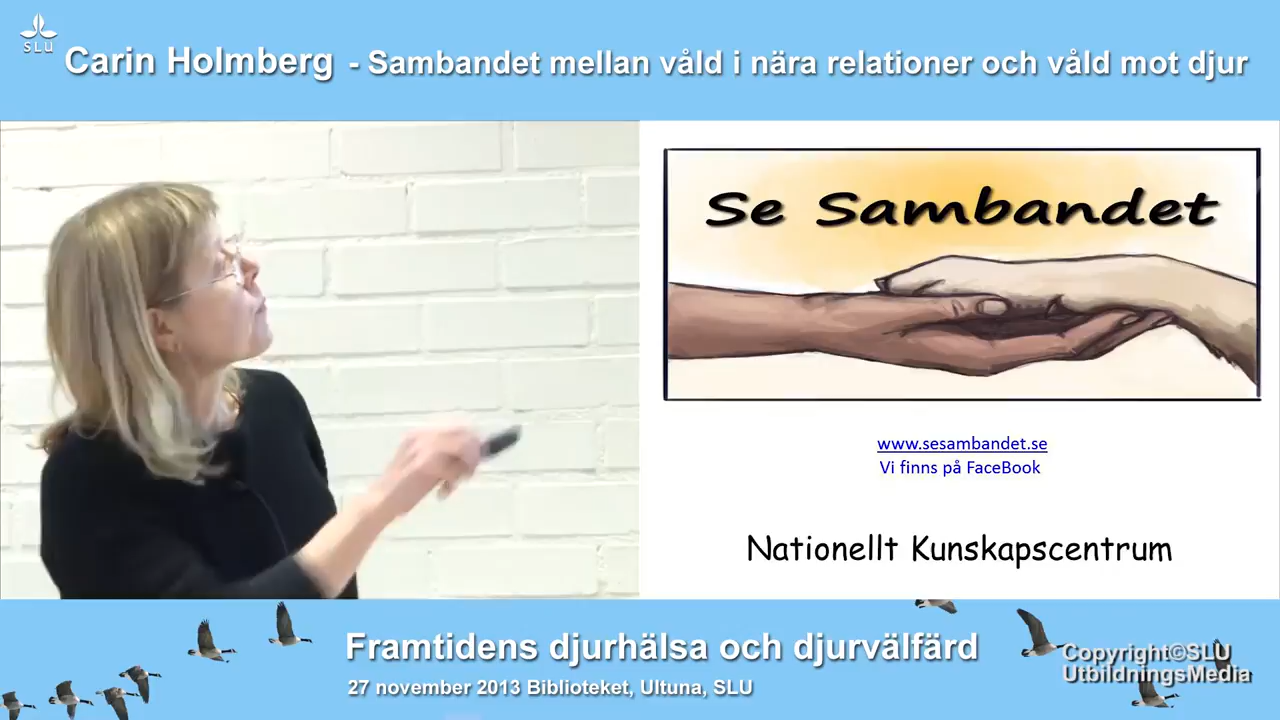 SLU
Carin Holmberg - Sambandet mellan våld i nära relationer och våld mot djur
Se Sambandet
www.sesambandet.se
Vi finns på FaceBook
Nationellt Kunskapscentrum
Framtidens djurhälsa och djurvälfärd
27 november 2013 Biblioteket, Ultuna, SLU
Copyright©SLU
UtbildningsMedia